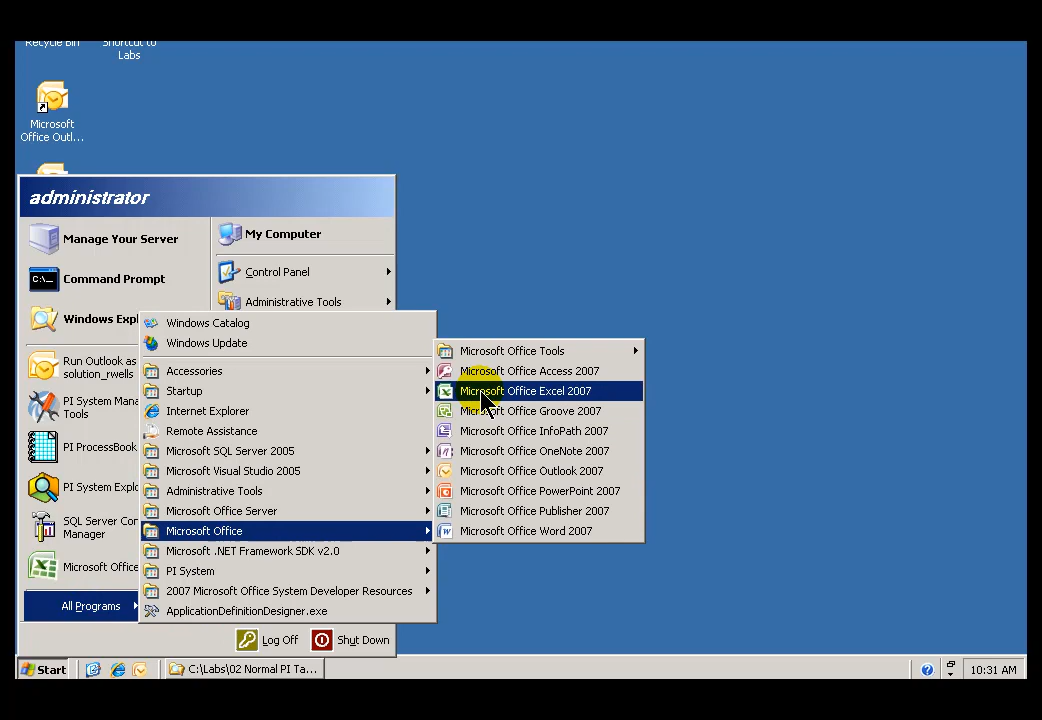 Recycle Bin
Shortcut to
Labs
Microsoft
Office Outl...
administrator
Manage Your Server
My Computer
Command Prompt
Control Panel
Administrative Tools
Windows Expl
Run Outlook as
solution_rwells
PI System Mana
Tools
PI ProcessBook
PI System Explo
SQL Server Con
Manager
Microsoft Office
All Programs
Windows Catalog
Windows Update
Accessories
Startup
Internet Explorer
Remote Assistance
Microsoft SQL Server 2005
Microsoft Visual Studio 2005
Administrative Tools
Microsoft Office Server
Microsoft Office
Microsoft .NET Framework SDK v2.0
PI System
2007 Microsoft Office System Developer Resources
ApplicationDefinitionDesigner.exe
Microsoft Office Tools
Microsoft Office Access 2007
Microsoft Office Excel 2007
Microsoft Office Groove 2007
Microsoft Office InfoPath 2007
Microsoft Office OneNote 2007
Microsoft Office Outlook 2007
Microsoft Office PowerPoint 2007
Microsoft Office Publisher 2007
Microsoft Office Word 2007
Log Off
Shut Down
Start
C:\Labs\02 Normal PI Ta...
10:31 AM